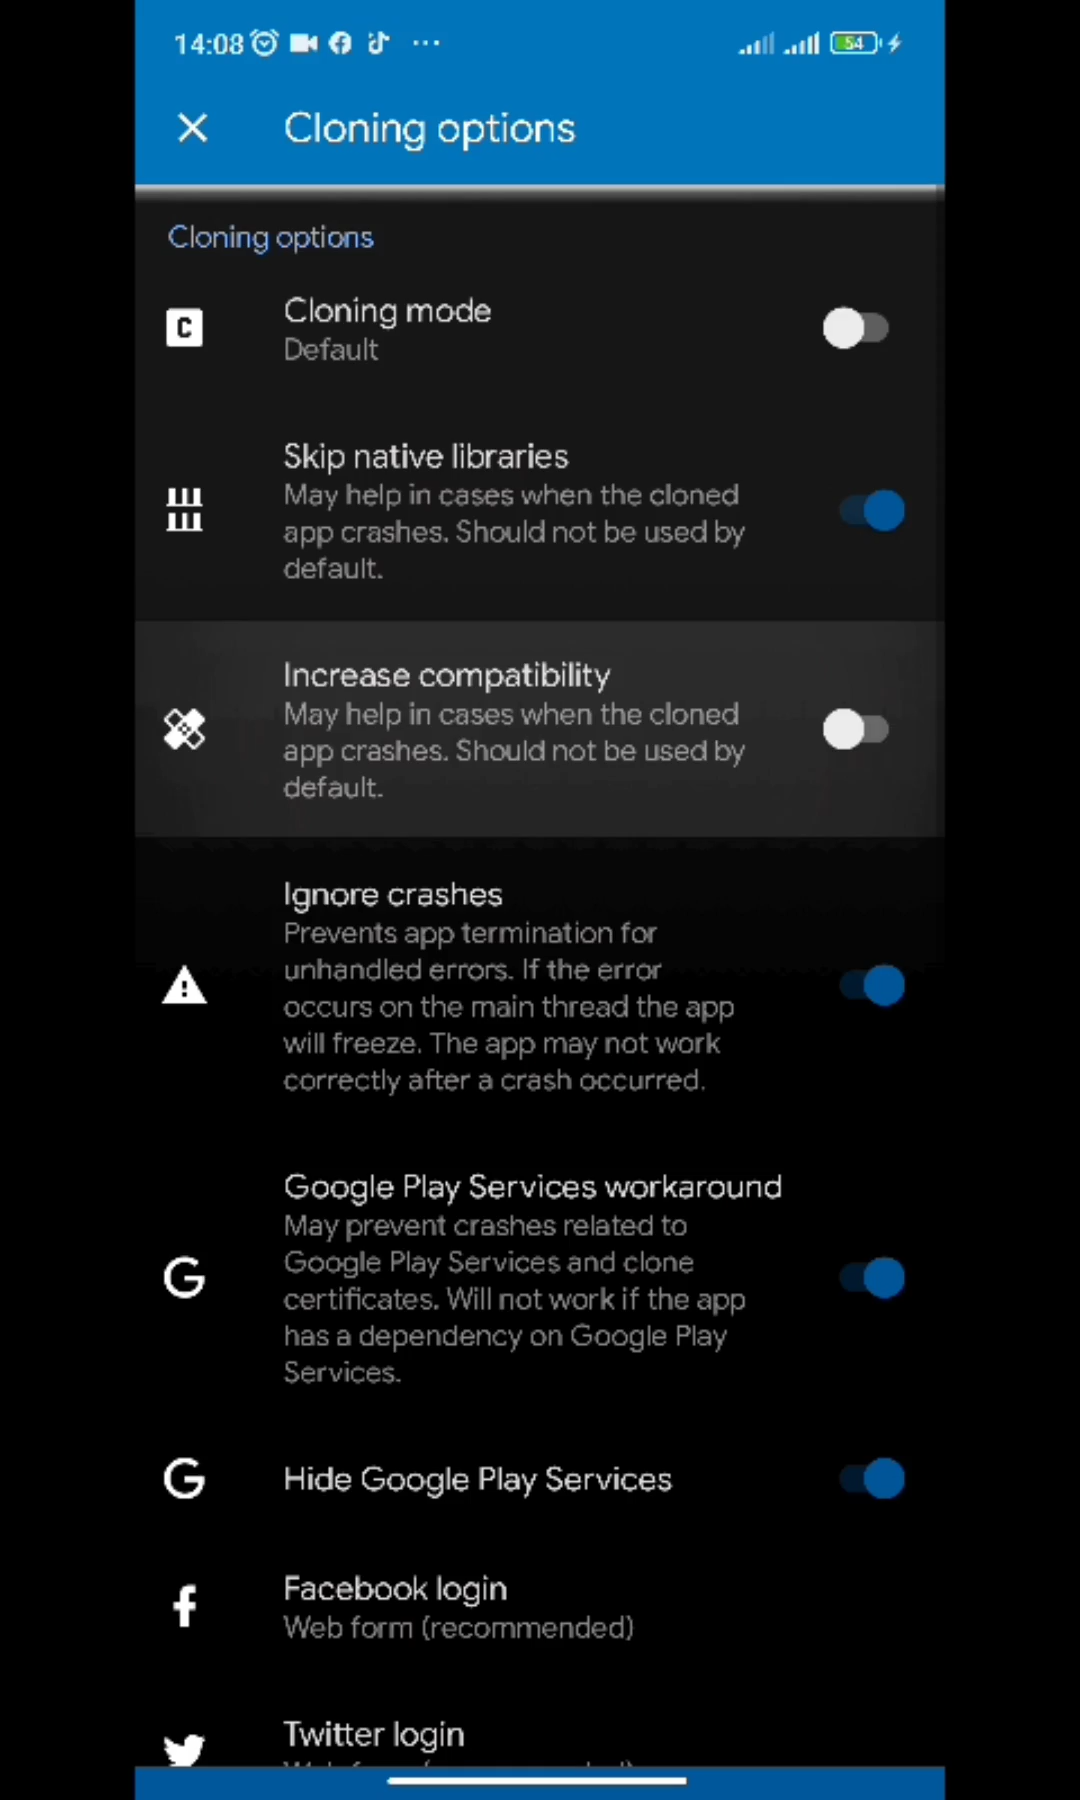 14:08 ... 54
Cloning options
Cloning options
Cloning mode
Default
Skip native libraries
May help in cases when the cloned
app crashes. Should not be used by
default.
Increase compatibility
May help in cases when the cloned
app crashes. Should not be used by
default.
Ignore crashes
Prevents app termination for
unhandled errors. If the error
occurs on the main thread the app
will freeze. The app may not work
correctly after a crash occurred.
Google Play Services workaround
May prevent crashes related to
Google Play Services and clone
certificates. Will not work if the app
has a dependency on Google Play
Services.
Hide Google Play Services
Facebook login
Web form (recommended)
Twitter login